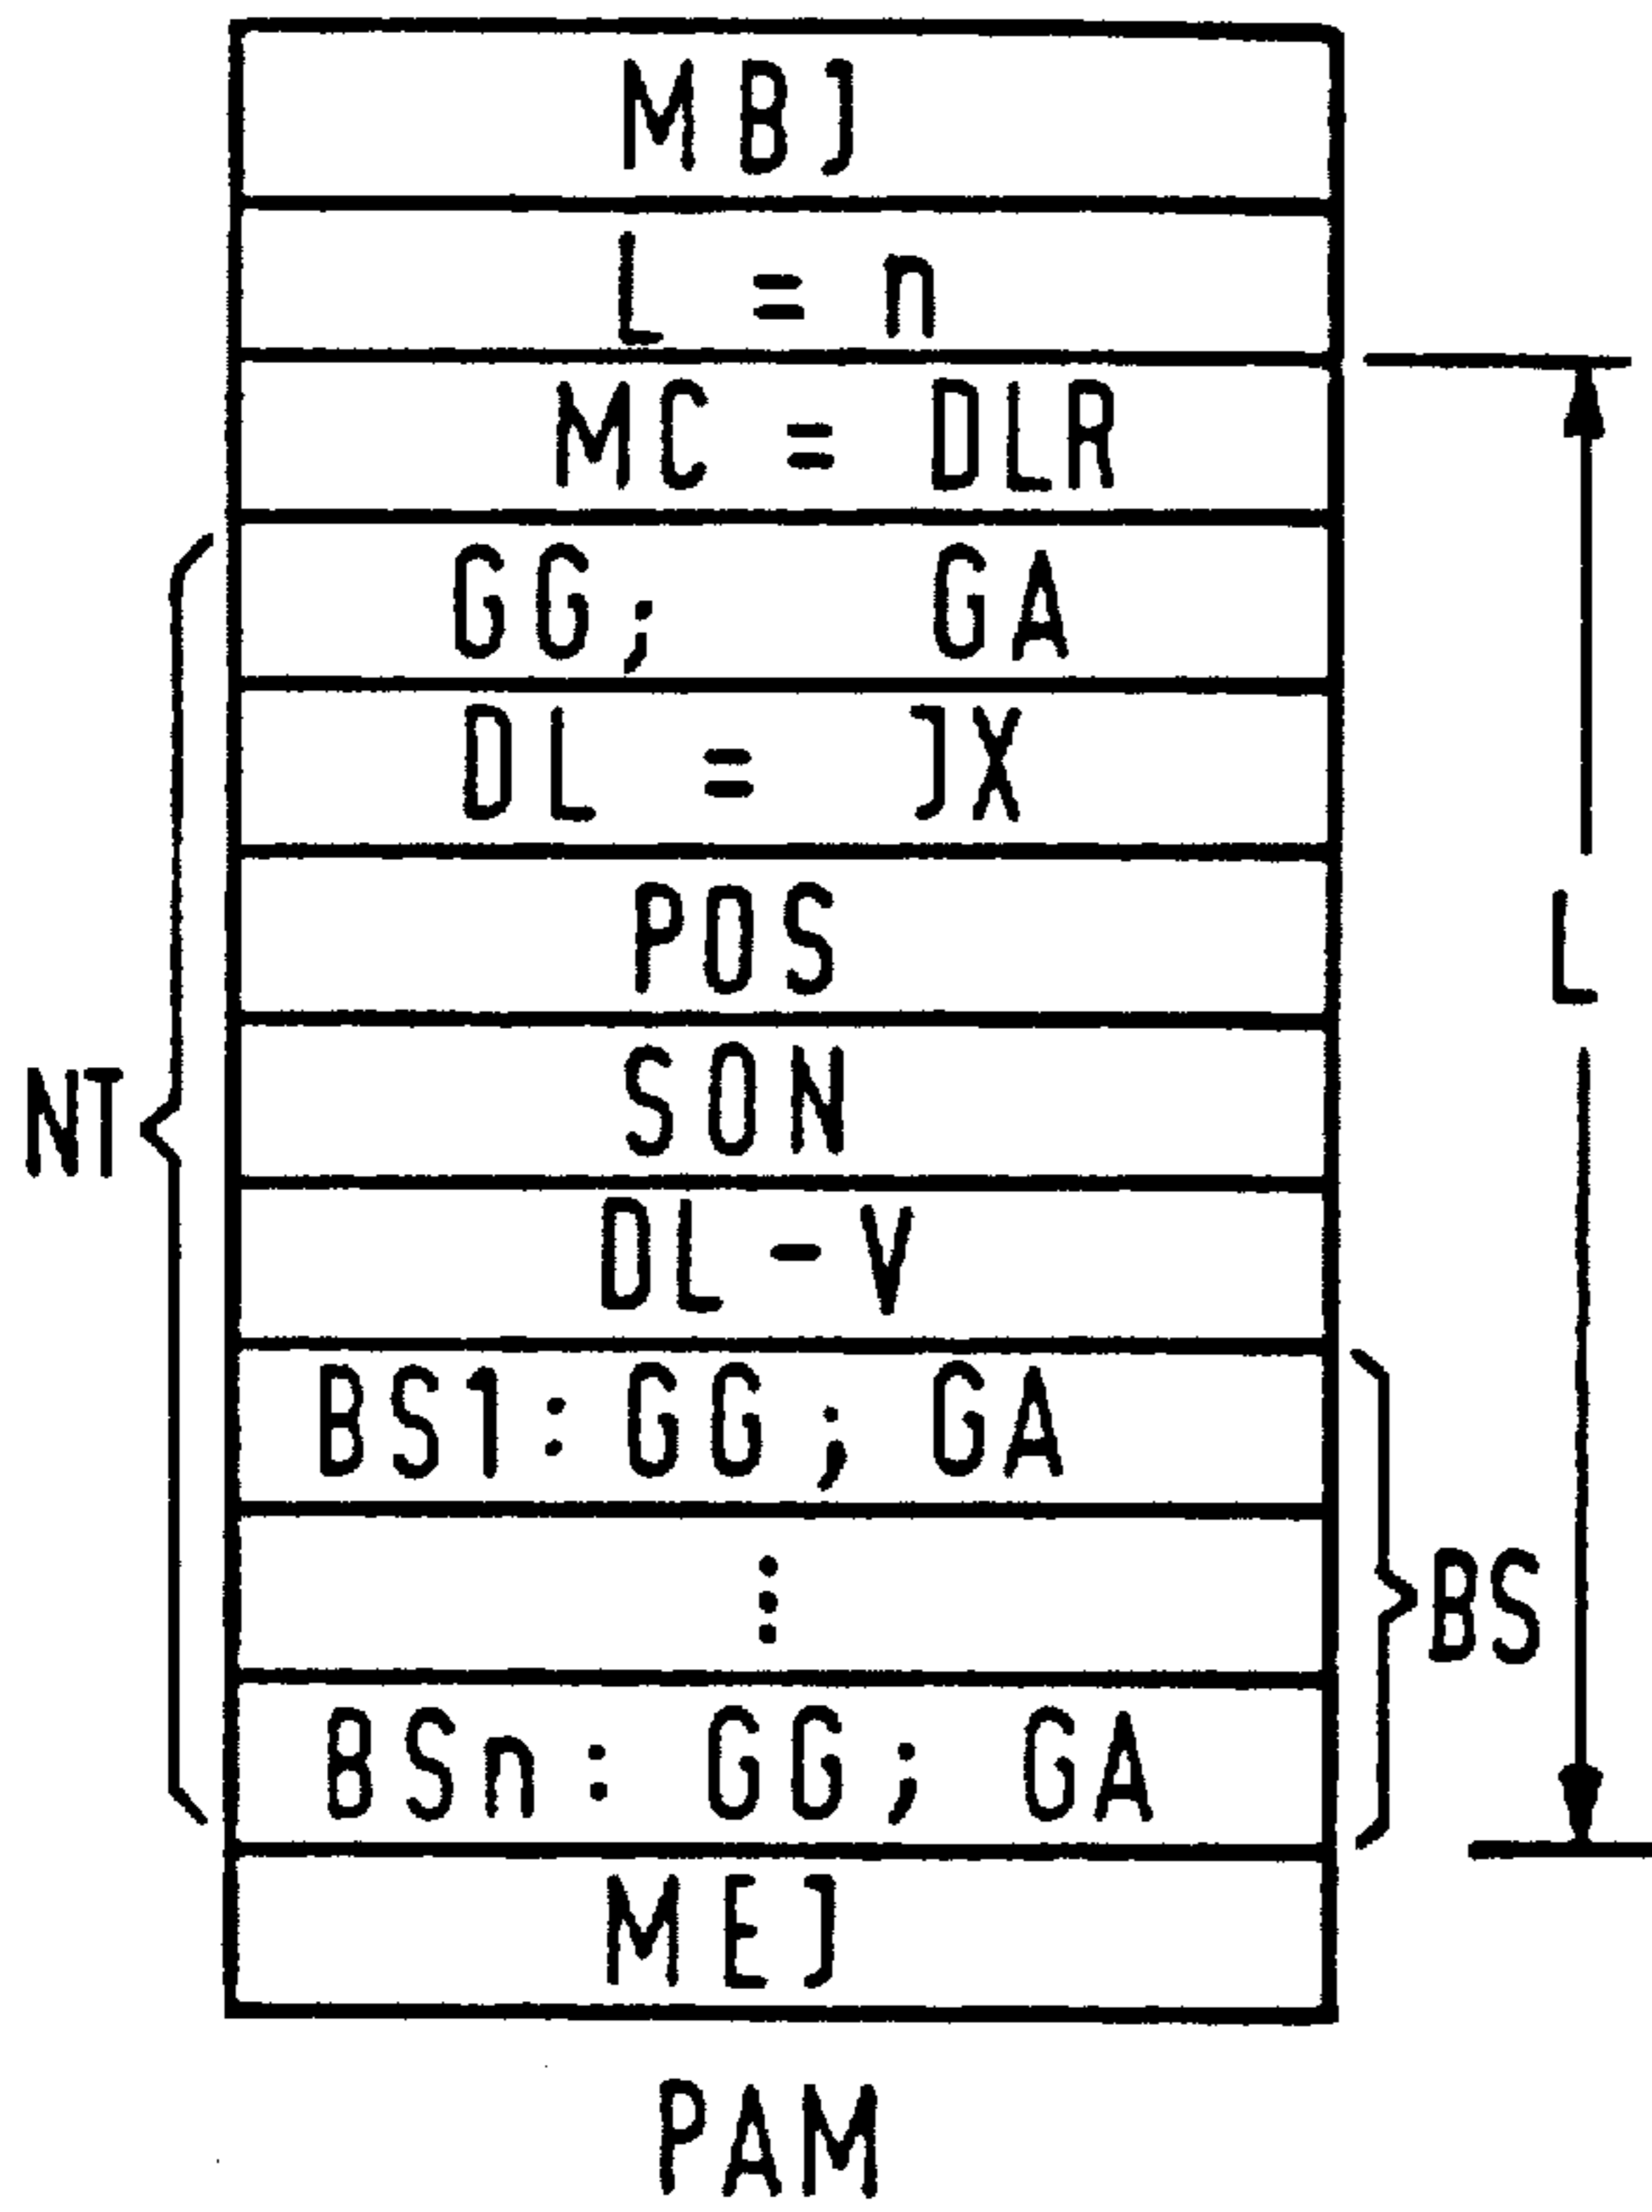 MBJ
L = n
MC = DLR
GG; GA
DL = JX
POS
L
SON
NT
DL - V
BS1: GG; GA
⋮
BS
BSn: GG; GA
MEJ
PAM